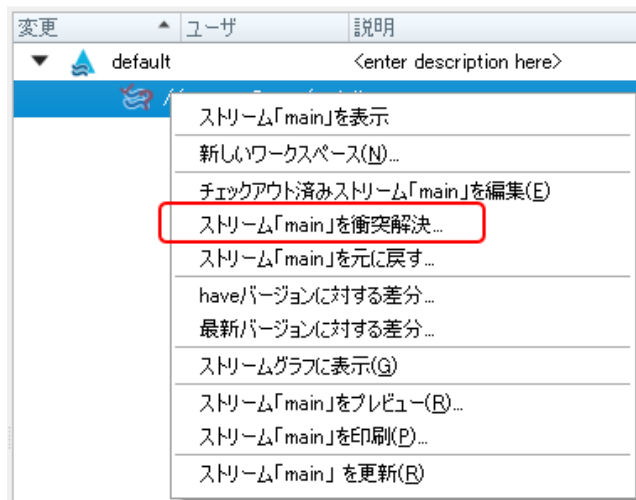 変更 ユーザ 説明
default <enter description here>
ストリーム「main」を表示
新しいワークスペース(N)...
チェックアウト済みストリーム「main」を編集(E)
ストリーム「main」を衝突解決...
ストリーム「main」を元に戻す...
haveバージョンに対する差分...
最新バージョンに対する差分...
ストリームグラフに表示(G)
ストリーム「main」をプレビュー(R)...
ストリーム「main」を印刷(P)...
ストリーム「main」 を更新(R)